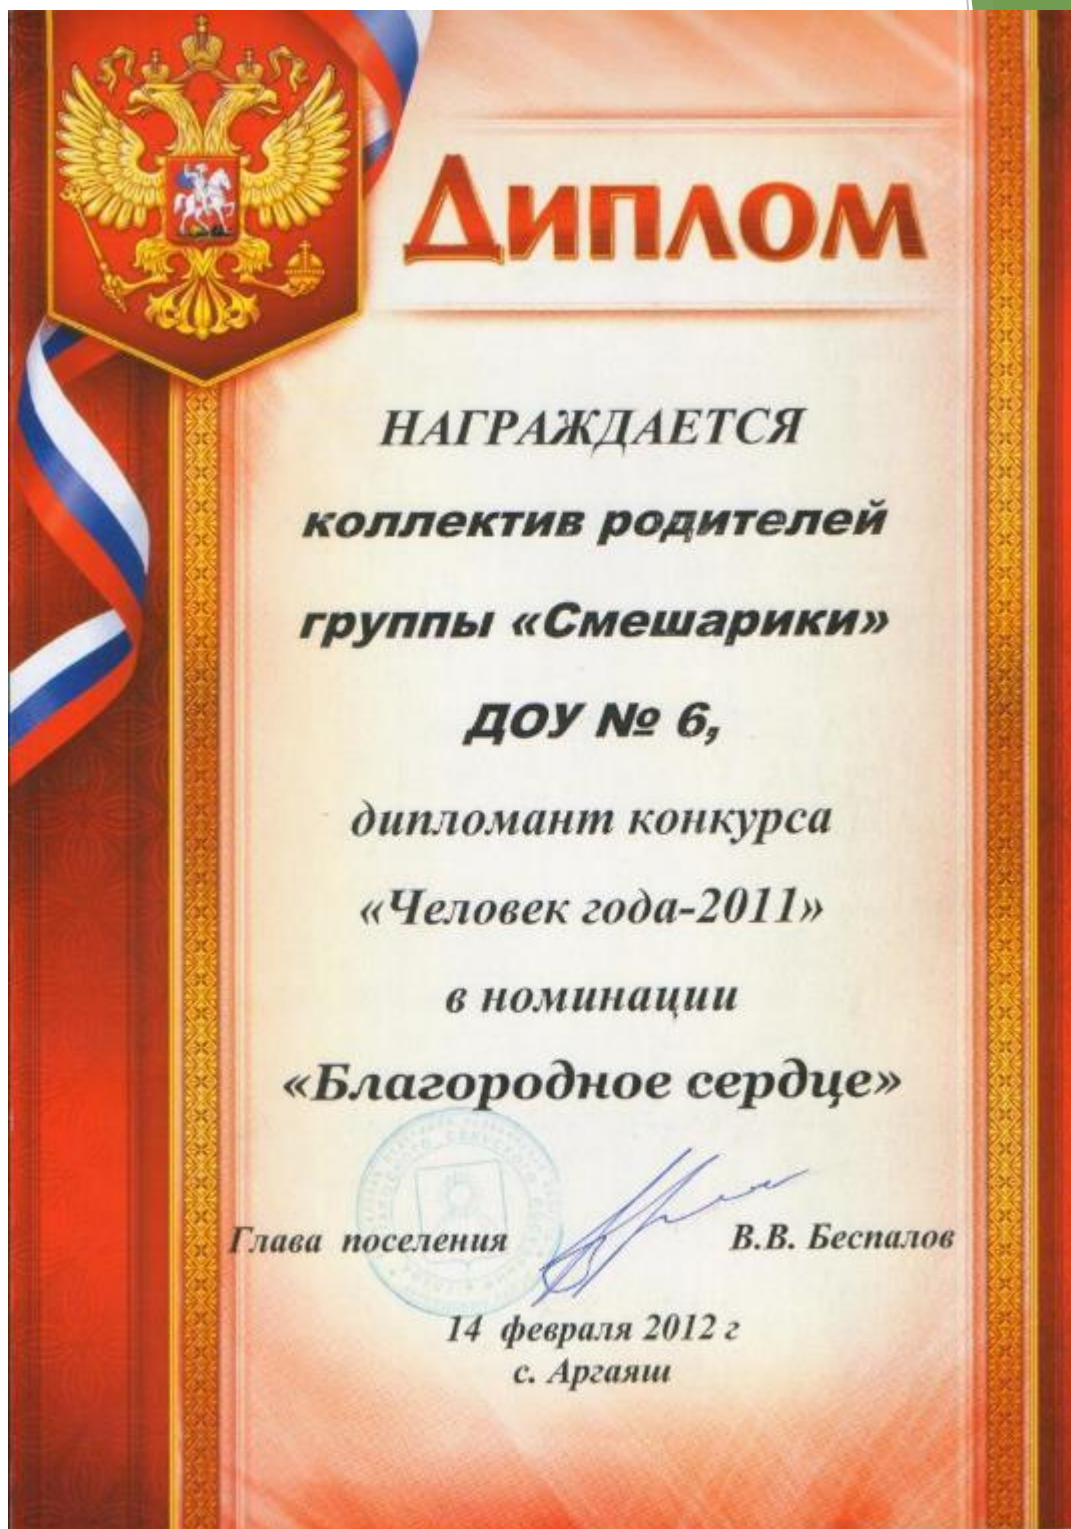 Диплом
НАГРАЖДАЕТСЯ
коллектив родителей
группы «Смешарики»
ДОУ № 6,
дипломант конкурса
«Человек года-2011»
в номинации
«Благородное сердце»
Глава поселения В.В. Беспалов
14 февраля 2012 г
с. Аргаяш